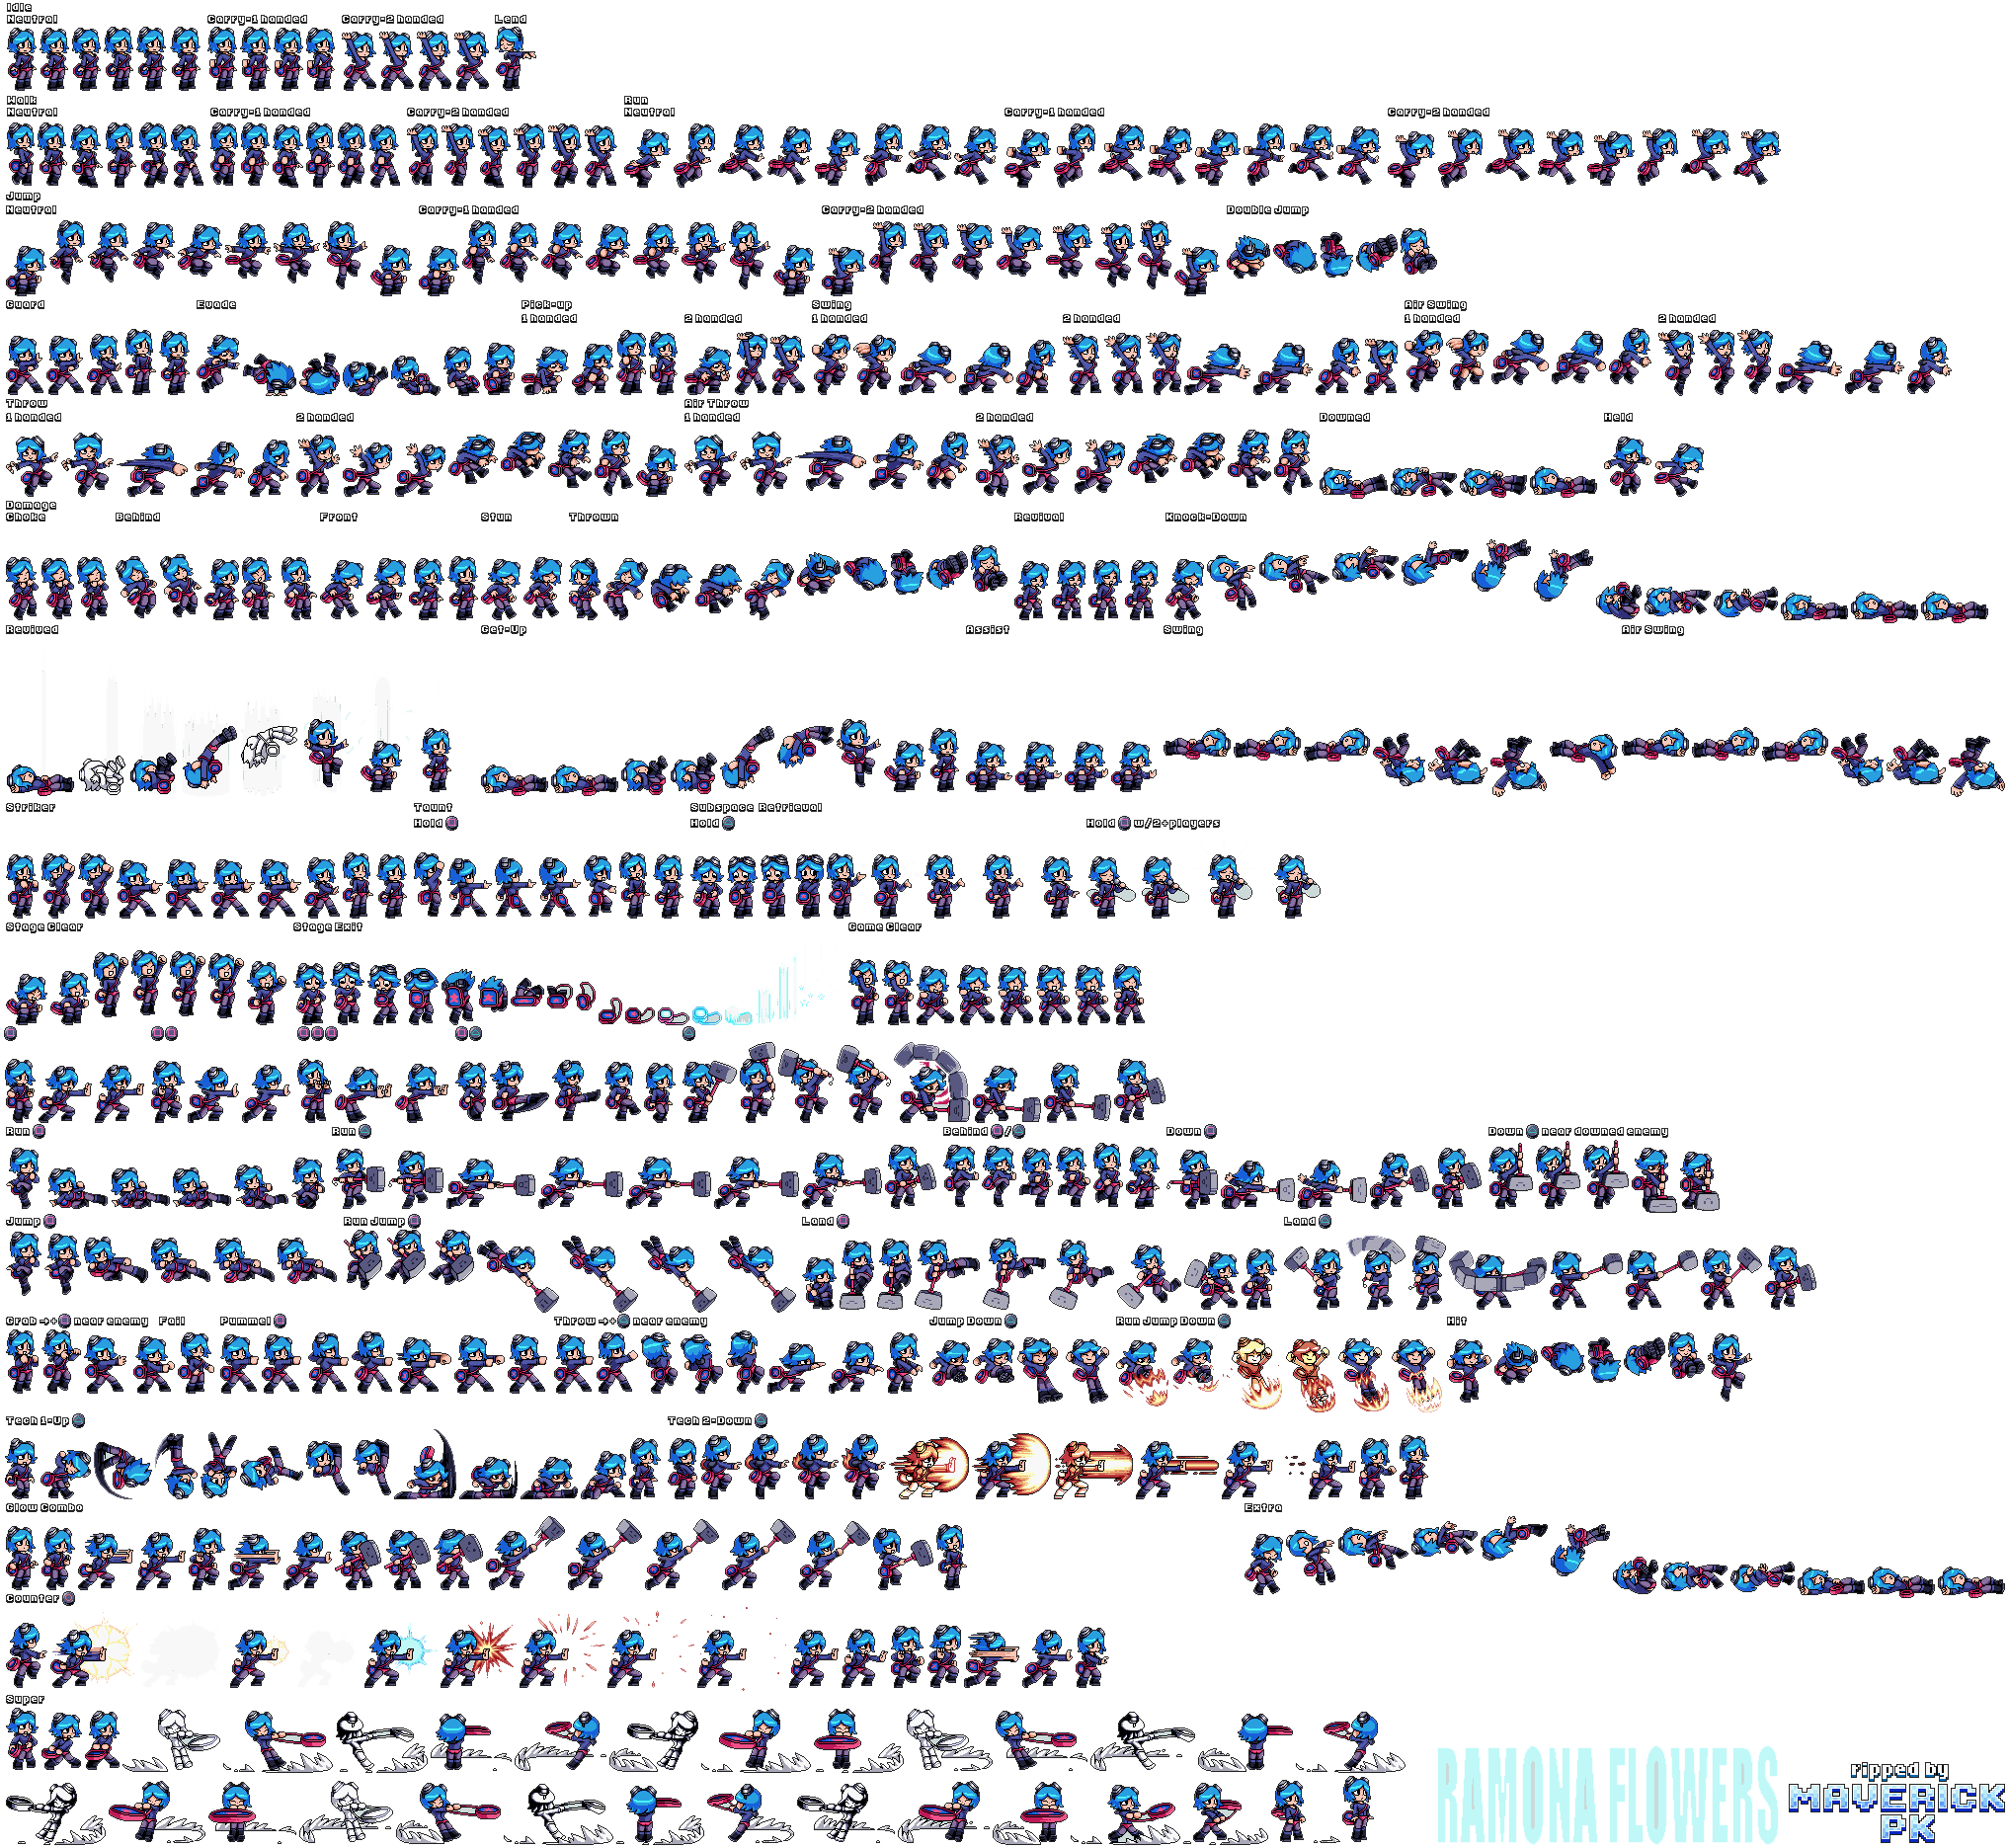 Idle
Neutral Carry-1 handed Carry-2 handed Land
Walk Run
Neutral Carry-1 handed Carry-2 handed Neutral Carry-1 handed Carry-2 handed
Jump
Neutral Carry-1 handed Carry-2 handed Double Jump
Guard Evade Pick-up Swing Air Swing
1 handed 2 handed 1 handed 2 handed 1 handed 2 handed
Throw Air Throw
1 handed 2 handed 1 handed 2 handed Downed Held
Damage
Choke Behind Front Stun Thrown Revival Knock-Down
Revived Get-Up Assist Swing Air Swing
Striker Taunt Subspace Retrieval
Hold Hold Hold w/2+players
Stage Clear Stage Exit Game Clear
Run Run Behind / Down Down near downed enemy
Jump Run Jump Land Land
Grab →+ near enemy Fail Pummel Throw →+ near enemy Jump Down Run Jump Down Hit
Tech 1-Up Tech 2-Down
Glow Combo Extra
Counter
Super
RAMONA FLOWERS
ripped by
MAVERICK
PK